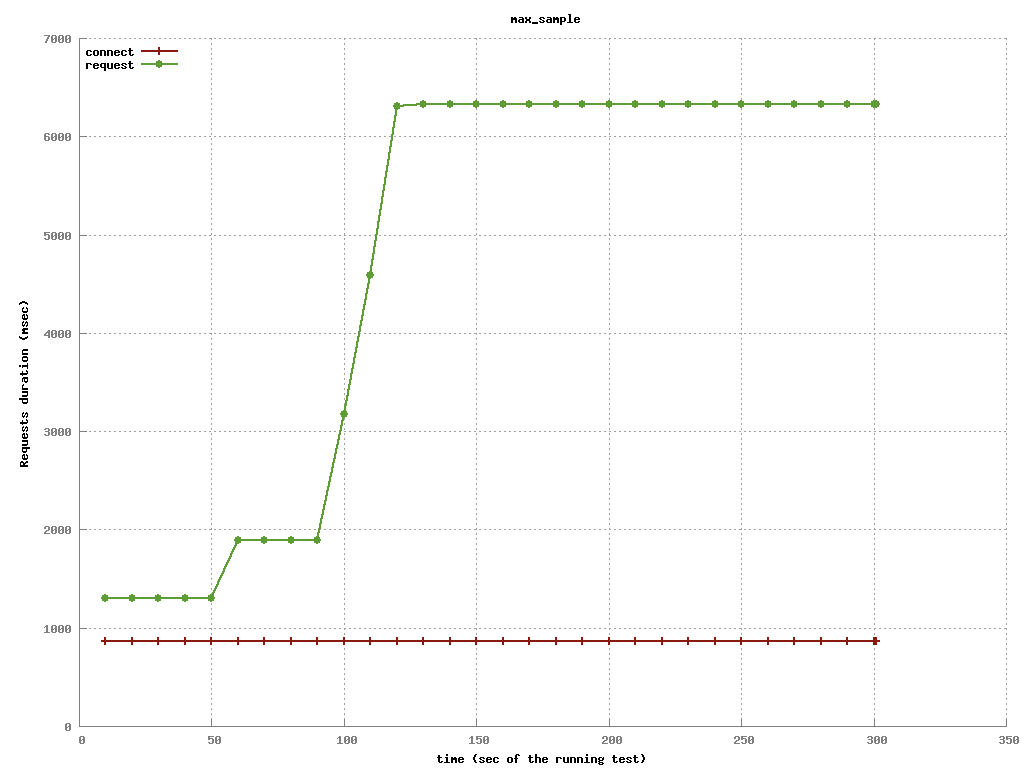 max_sample
7000
connect
request
6000
5000
4000
Requests duration (msec)
3000
2000
1000
0
0 50 100 150 200 250 300 350
time (sec of the running test)